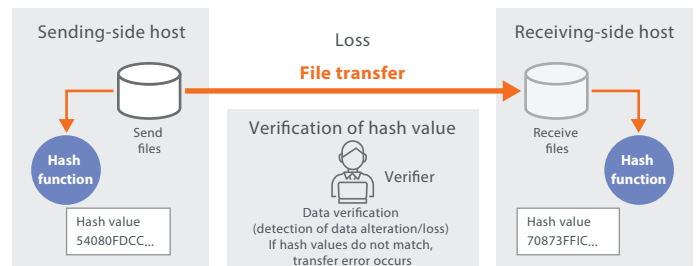 Sending-side host
Loss
File transfer
Receiving-side host
Send
files
Hash
function
Hash value
54080FDCC...
Verification of hash value
Verifier
Data verification
(detection of data alteration/loss)
If hash values do not match,
transfer error occurs
Receive
files
Hash
function
Hash value
70873FFIC...